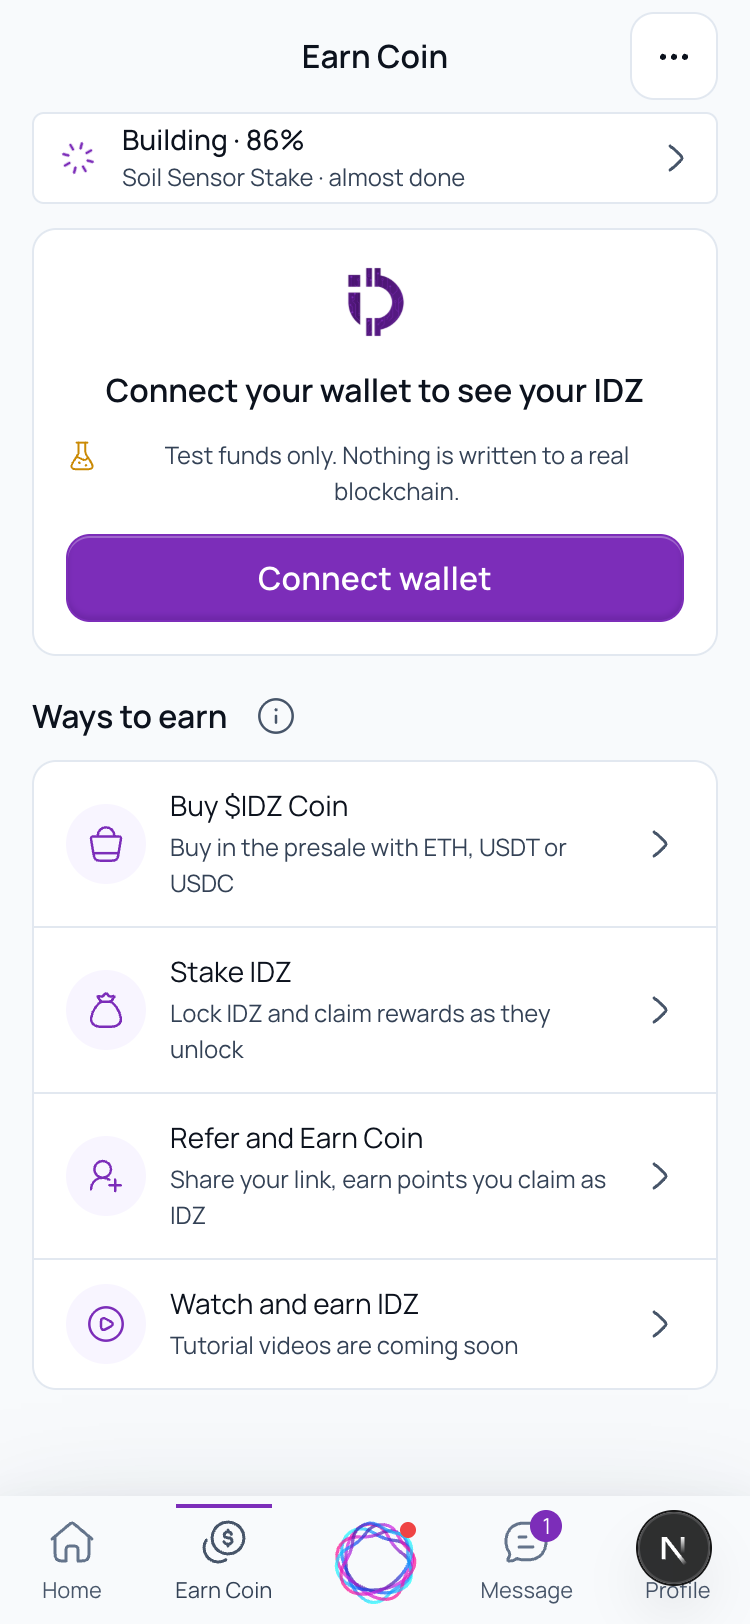 Earn Coin
Building · 86%
Soil Sensor Stake · almost done
Connect your wallet to see your IDZ
Test funds only. Nothing is written to a real
blockchain.
Connect wallet
Ways to earn
Buy $IDZ Coin
Buy in the presale with ETH, USDT or
USDC
Stake IDZ
Lock IDZ and claim rewards as they
unlock
Refer and Earn Coin
Share your link, earn points you claim as
IDZ
Watch and earn IDZ
Tutorial videos are coming soon
1
N
Home
Earn Coin
Message
Profile